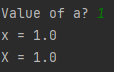 Value of a? 1
x = 1.0
X = 1.0